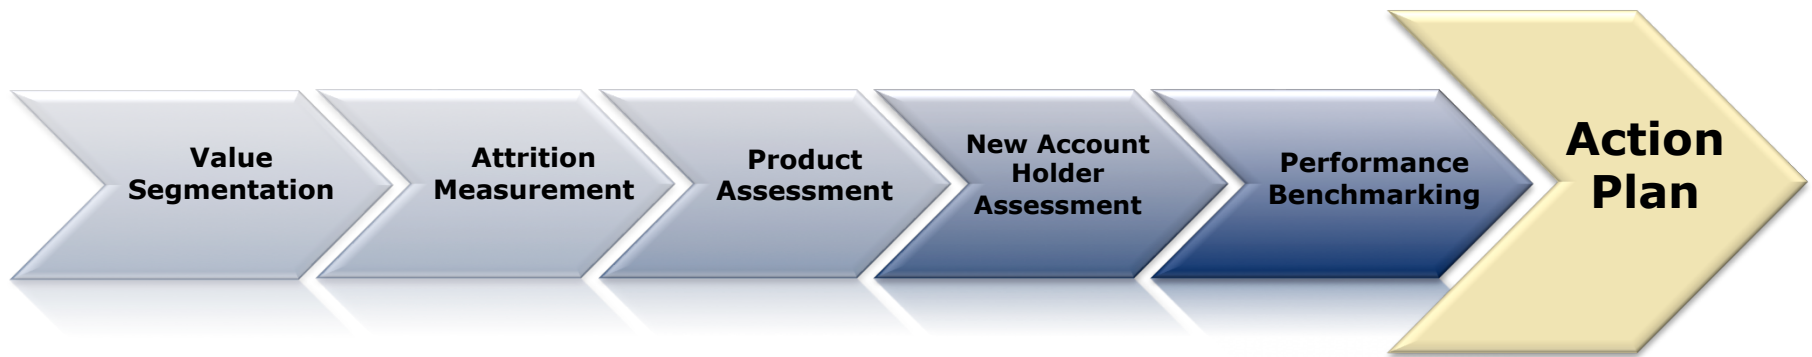 Value
Segmentation
Attrition
Measurement
Product
Assessment
New Account
Holder
Assessment
Performance
Benchmarking
Action
Plan